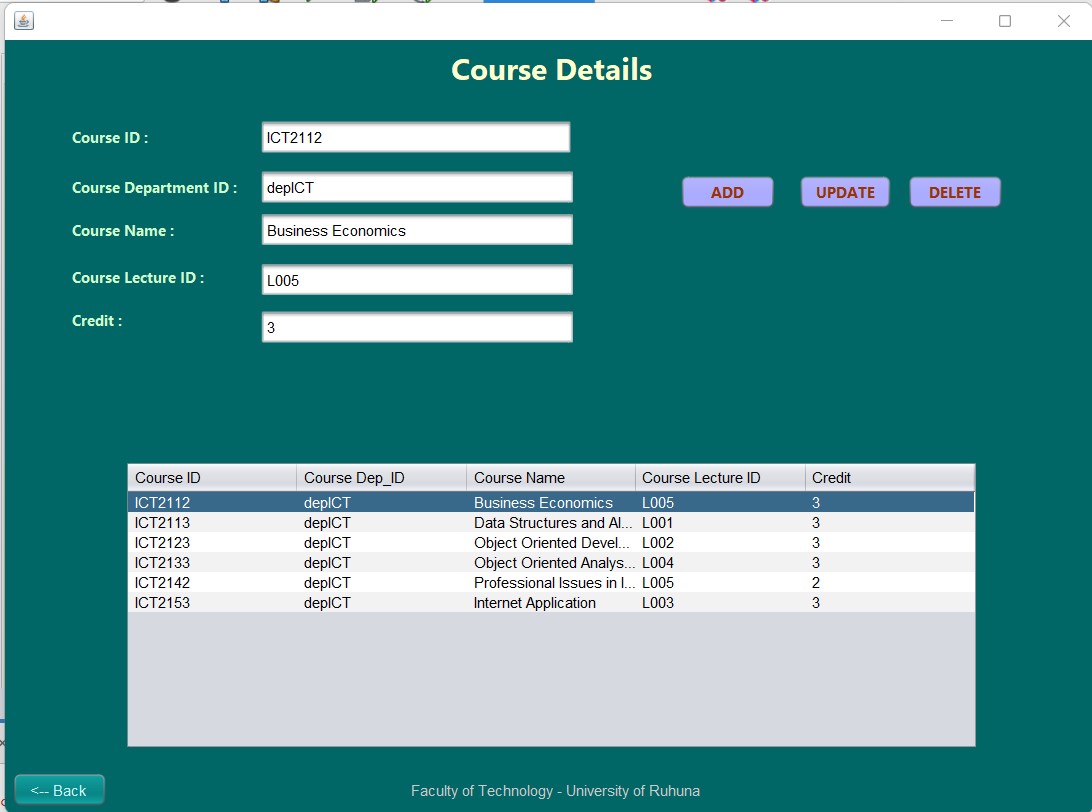 Course Details
Course ID : ICT2112
Course Department ID : depICT
ADD UPDATE DELETE
Course Name : Business Economics
Course Lecture ID : L005
Credit : 3
Course ID Course Dep_ID Course Name Course Lecture ID Credit
ICT2112 depICT Business Economics L005 3
ICT2113 depICT Data Structures and Al... L001 3
ICT2123 depICT Object Oriented Devel... L002 3
ICT2133 depICT Object Oriented Analys... L004 3
ICT2142 depICT Professional Issues in I... L005 2
ICT2153 depICT Internet Application L003 3
<-- Back
Faculty of Technology - University of Ruhuna